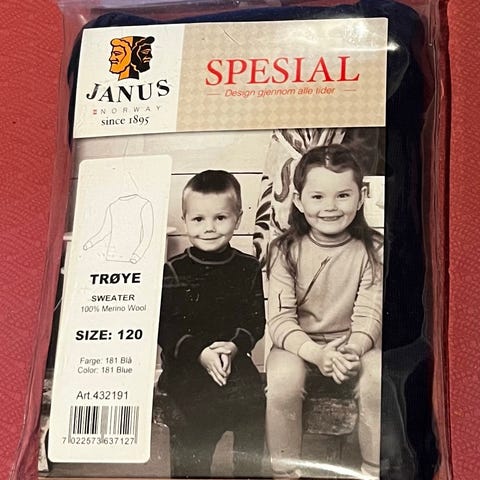 JANUS
NORWAY
since 1895
SPESIAL
Design gjennom alle tider
TRØYE
SWEATER
100% Merino Wool
SIZE: 120
Farge: 181 Blå
Color: 181 Blue
Art.432191
7 022573 637127